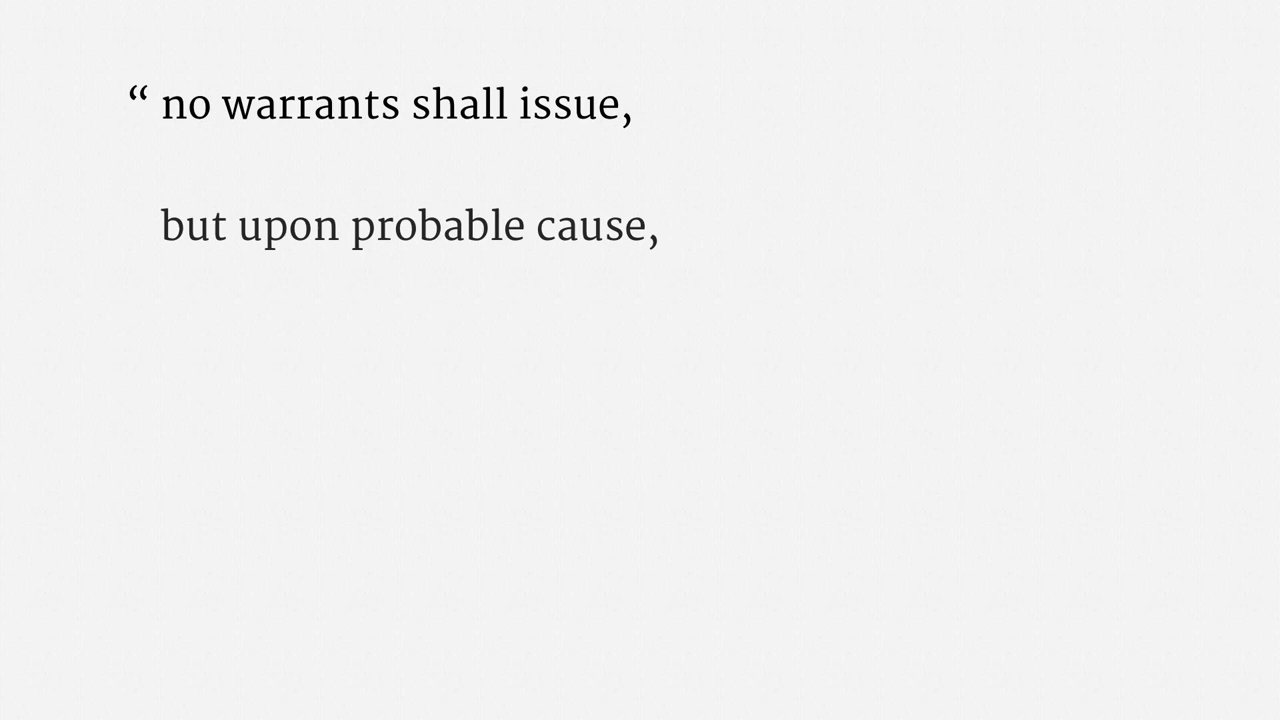 “ no warrants shall issue,
but upon probable cause,